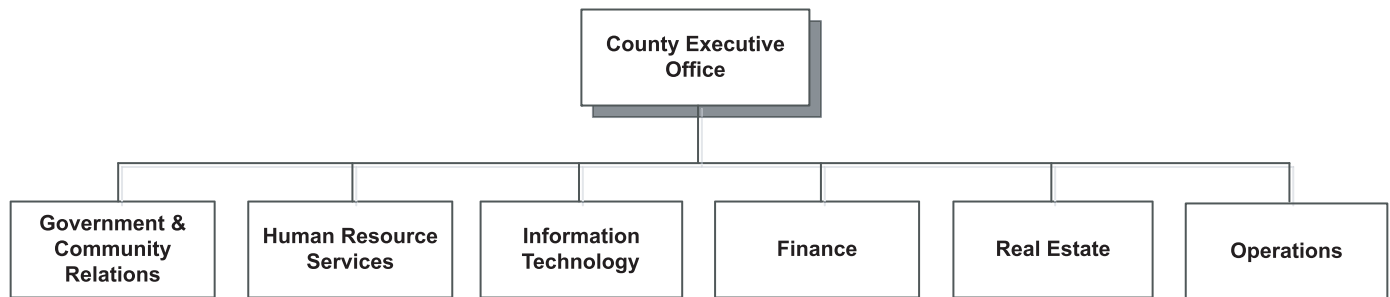 County Executive
Office
Government &
Community
Relations
Human Resource
Services
Information
Technology
Finance
Real Estate
Operations